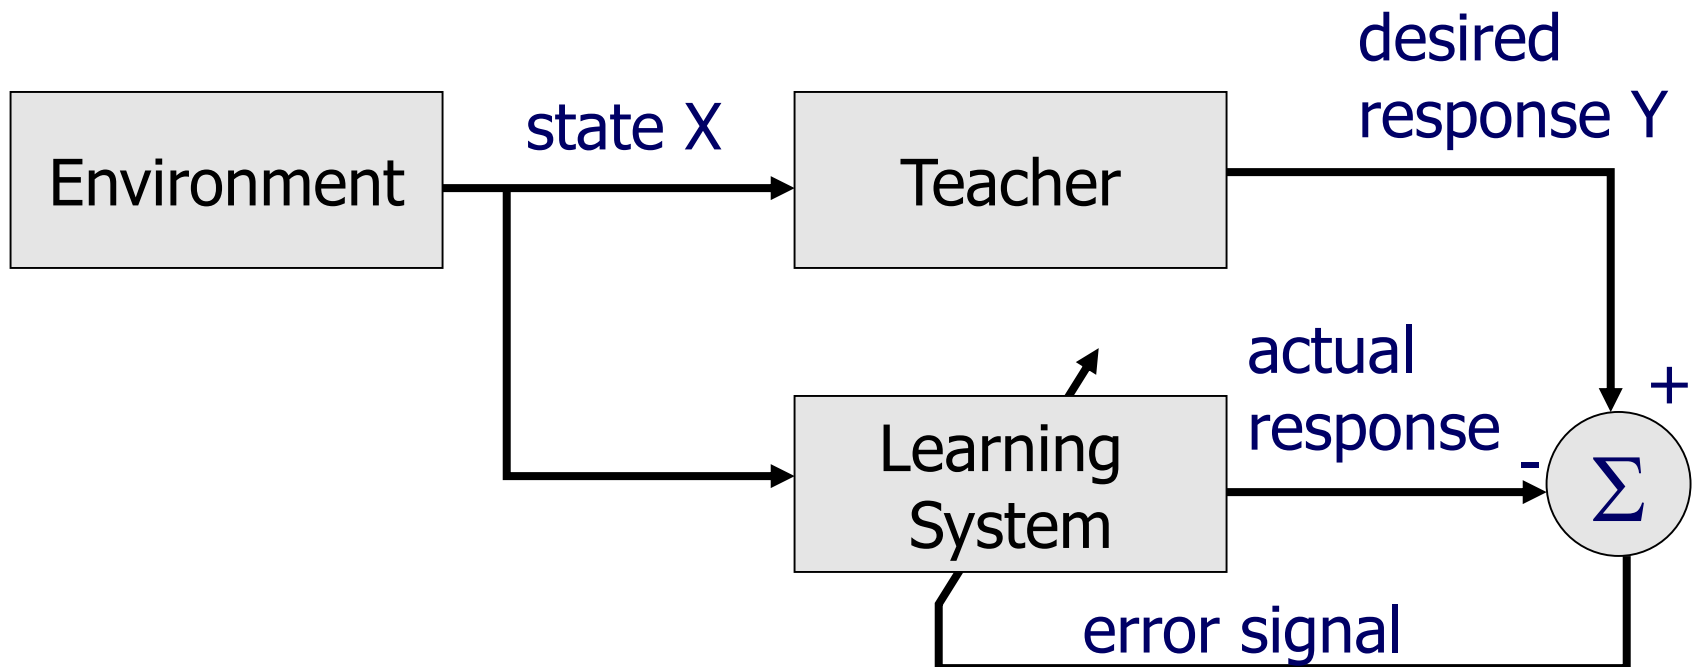 desired
response Y
state X
Environment
Teacher
actual
response
+
-
Learning
System
Σ
error signal